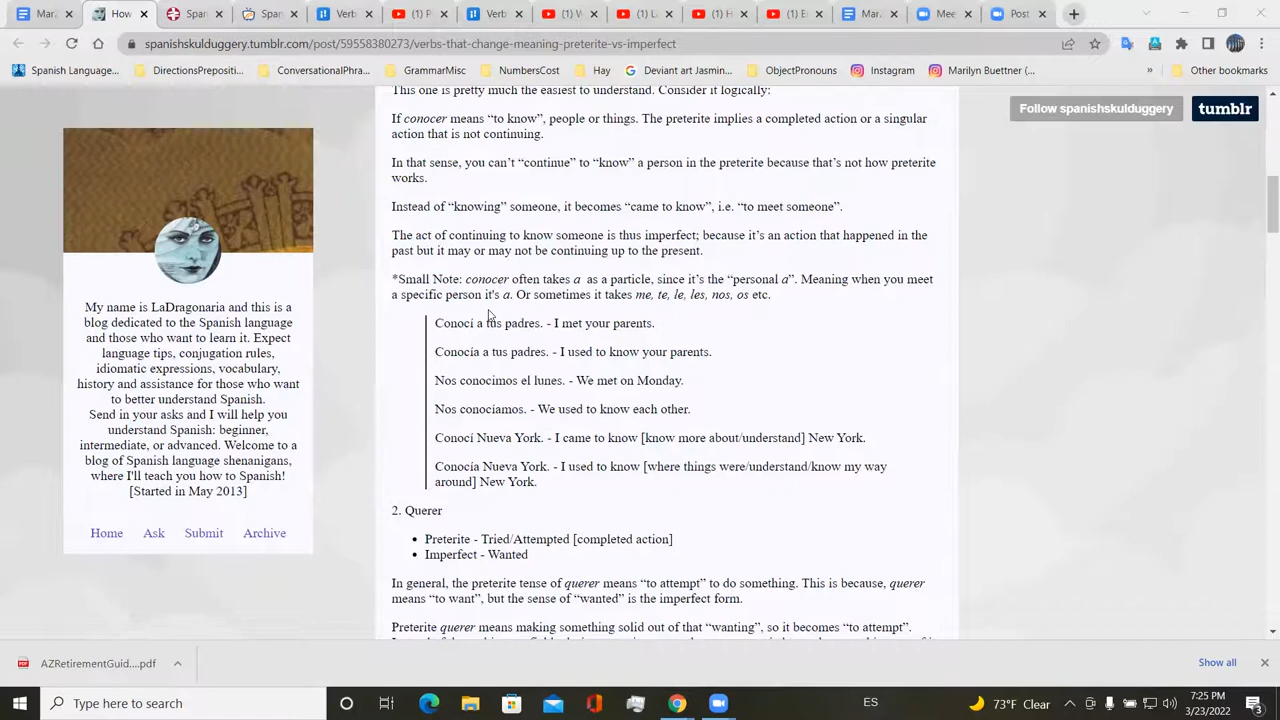 Mar...
How
Span
Span
Verb
(1) P
Verb
(1) W
(1) L
(1) H
(1) E
Mar...
Mee
Post
spanishskulduggery.tumblr.com/post/59558380273/verbs-that-change-meaning-preterite-vs-imperfect
Spanish Language...
DirectionsPrepositi...
ConversationalPhra...
GrammarMisc
NumbersCost
Hay
Deviant art Jasmin...
ObjectPronouns
Instagram
Marilyn Buettner (...
»
Other bookmarks
This one is pretty much the easiest to understand. Consider it logically:
Follow spanishskulduggery
tumblr
If conocer means “to know”, people or things. The preterite implies a completed action or a singular
action that is not continuing.
In that sense, you can’t “continue” to “know” a person in the preterite because that’s not how preterite
works.
Instead of “knowing” someone, it becomes “came to know”, i.e. “to meet someone”.
The act of continuing to know someone is thus imperfect; because it’s an action that happened in the
past but it may or may not be continuing up to the present.
*Small Note: conocer often takes a as a particle, since it’s the “personal a”. Meaning when you meet
a specific person it's a. Or sometimes it takes me, te, le, les, nos, os etc.
Conocí a tus padres. - I met your parents.
Conocía a tus padres. - I used to know your parents.
Nos conocimos el lunes. - We met on Monday.
Nos conocíamos. - We used to know each other.
Conocí Nueva York. - I came to know [know more about/understand] New York.
Conocía Nueva York. - I used to know [where things were/understand/know my way
around] New York.
2. Querer
• Preterite - Tried/Attempted [completed action]
• Imperfect - Wanted
In general, the preterite tense of querer means “to attempt” to do something. This is because, querer
means “to want”, but the sense of “wanted” is the imperfect form.
Preterite querer means making something solid out of that “wanting”, so it becomes “to attempt”.
My name is LaDragonaria and this is a
blog dedicated to the Spanish language
and those who want to learn it. Expect
language tips, conjugation rules,
idiomatic expressions, vocabulary,
history and assistance for those who want
to better understand Spanish.
Send in your asks and I will help you
understand Spanish: beginner,
intermediate, or advanced. Welcome to a
blog of Spanish language shenanigans,
where I'll teach you how to Spanish!
[Started in May 2013]
Home Ask Submit Archive
AZRetirementGuid....pdf
Show all
Type here to search
ES
73°F Clear
7:25 PM
3/23/2022
3